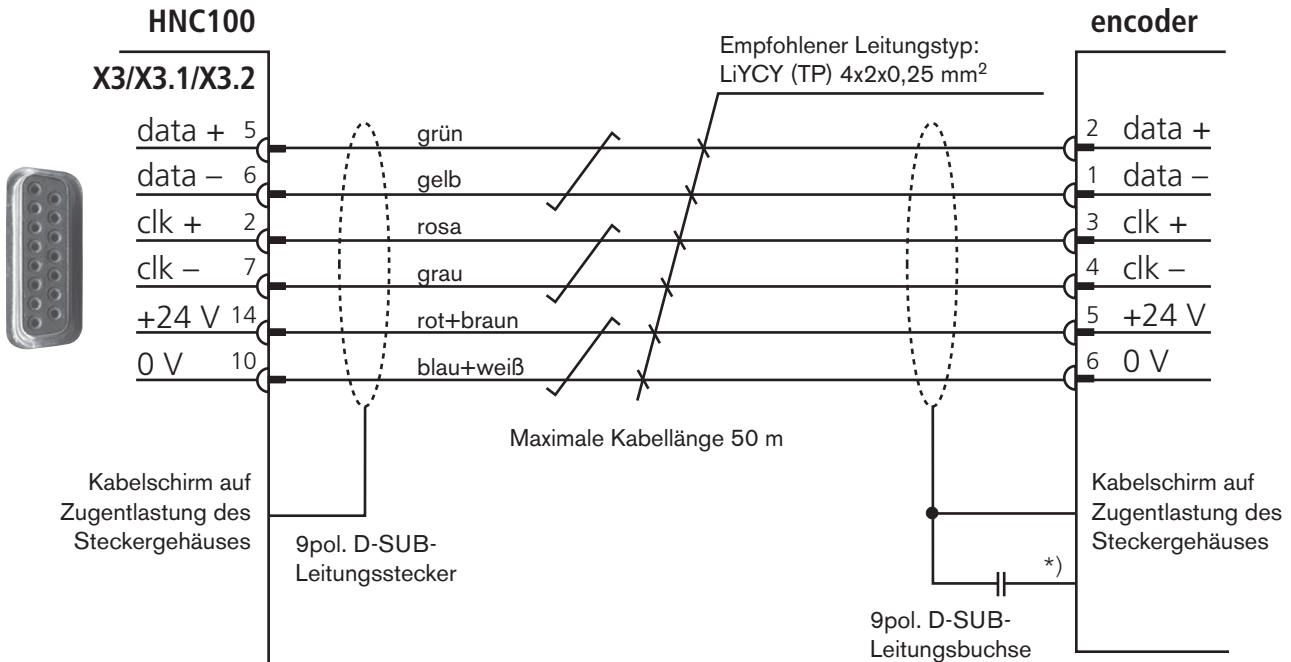 HNC100
encoder
X3/X3.1/X3.2
Empfohlener Leitungstyp:
LiYCY (TP) 4x2x0,25 mm²
data + 5 grün 2 data +
data – 6 gelb 1 data –
clk + 2 rosa 3 clk +
clk – 7 grau 4 clk –
+24 V 14 rot+braun 5 +24 V
0 V 10 blau+weiß 6 0 V
Maximale Kabellänge 50 m
Kabelschirm auf
Zugentlastung des
Steckergehäuses
9pol. D-SUB-
Leitungsstecker
Kabelschirm auf
Zugentlastung des
Steckergehäuses
*)
9pol. D-SUB-
Leitungsbuchse